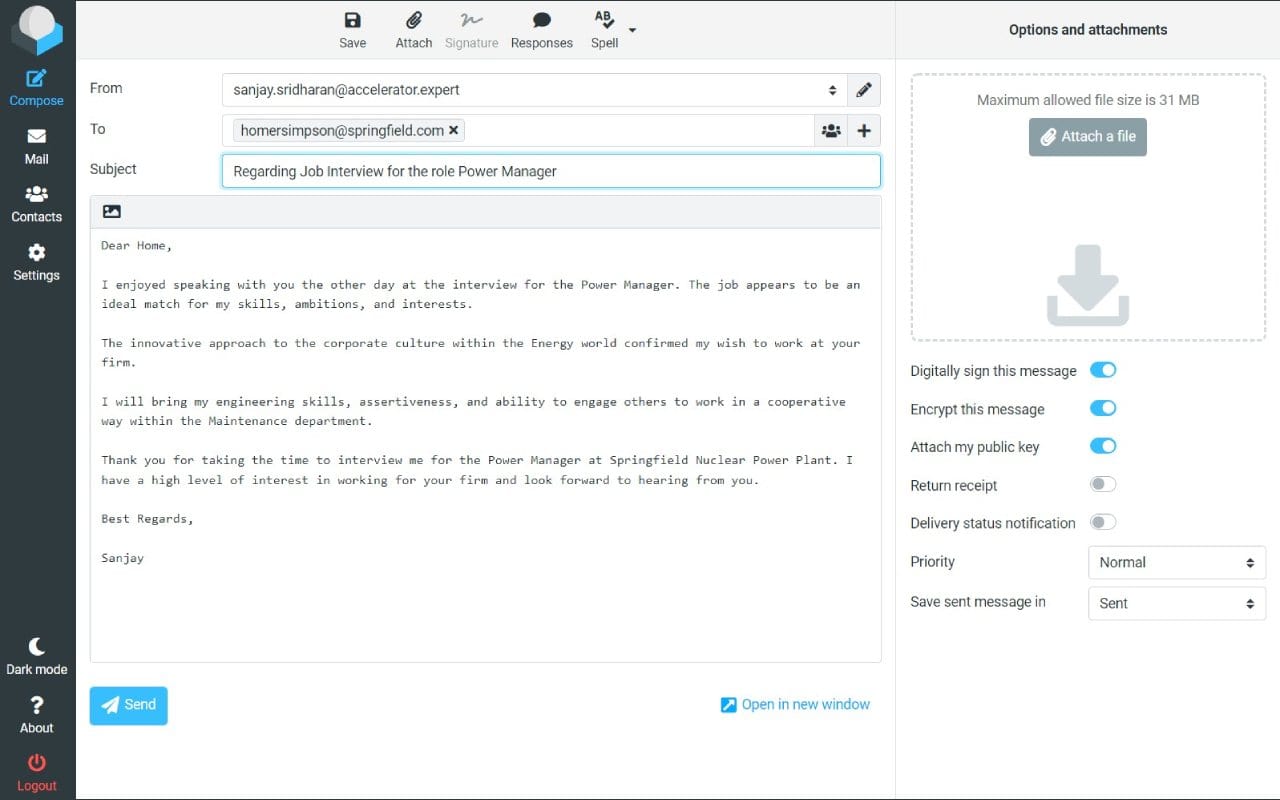 Compose
Mail
Contacts
Settings
Dark mode
About
Logout
Save
Attach
Signature
Responses
AB
Spell
From
sanjay.sridharan@accelerator.expert
To
homersimpson@springfield.com
Subject
Regarding Job Interview for the role Power Manager
Dear Home,
I enjoyed speaking with you the other day at the interview for the Power Manager. The job appears to be an
ideal match for my skills, ambitions, and interests.
The innovative approach to the corporate culture within the Energy world confirmed my wish to work at your
firm.
I will bring my engineering skills, assertiveness, and ability to engage others to work in a cooperative
way within the Maintenance department.
Thank you for taking the time to interview me for the Power Manager at Springfield Nuclear Power Plant. I
have a high level of interest in working for your firm and look forward to hearing from you.
Best Regards,
Sanjay
Send
Open in new window
Options and attachments
Maximum allowed file size is 31 MB
Attach a file
Digitally sign this message
Encrypt this message
Attach my public key
Return receipt
Delivery status notification
Priority
Normal
Save sent message in
Sent